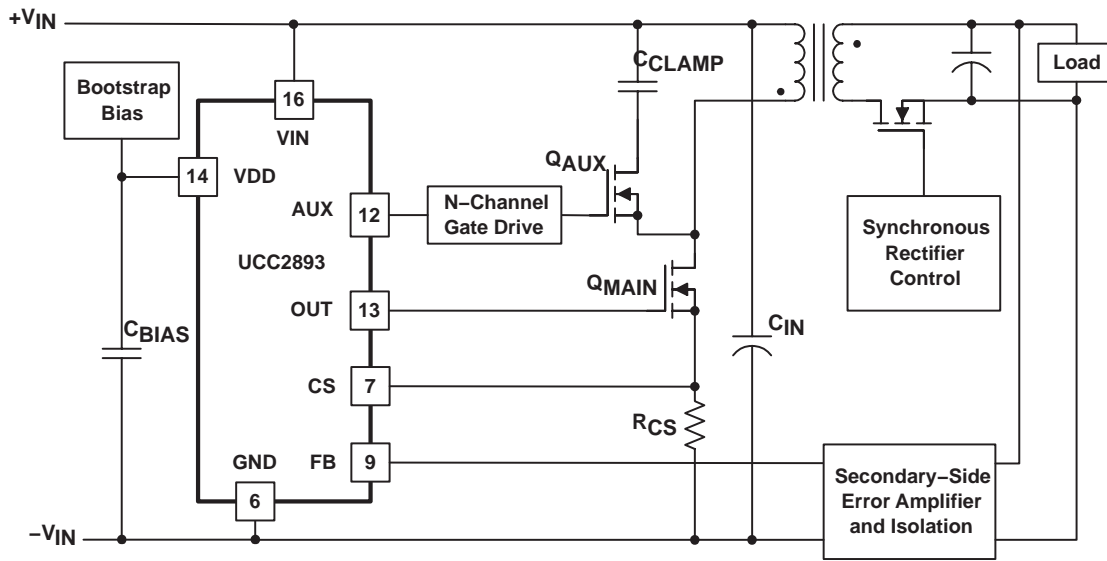 +VIN
Bootstrap
Bias
16
VIN
CCLAMP
Load
14
VDD
QAUX
AUX
12
N−Channel
Gate Drive
Synchronous
Rectifier
Control
UCC2893
QMAIN
OUT
13
CBIAS
CIN
CS
7
RCS
GND
FB
9
6
Secondary−Side
Error Amplifier
and Isolation
−VIN